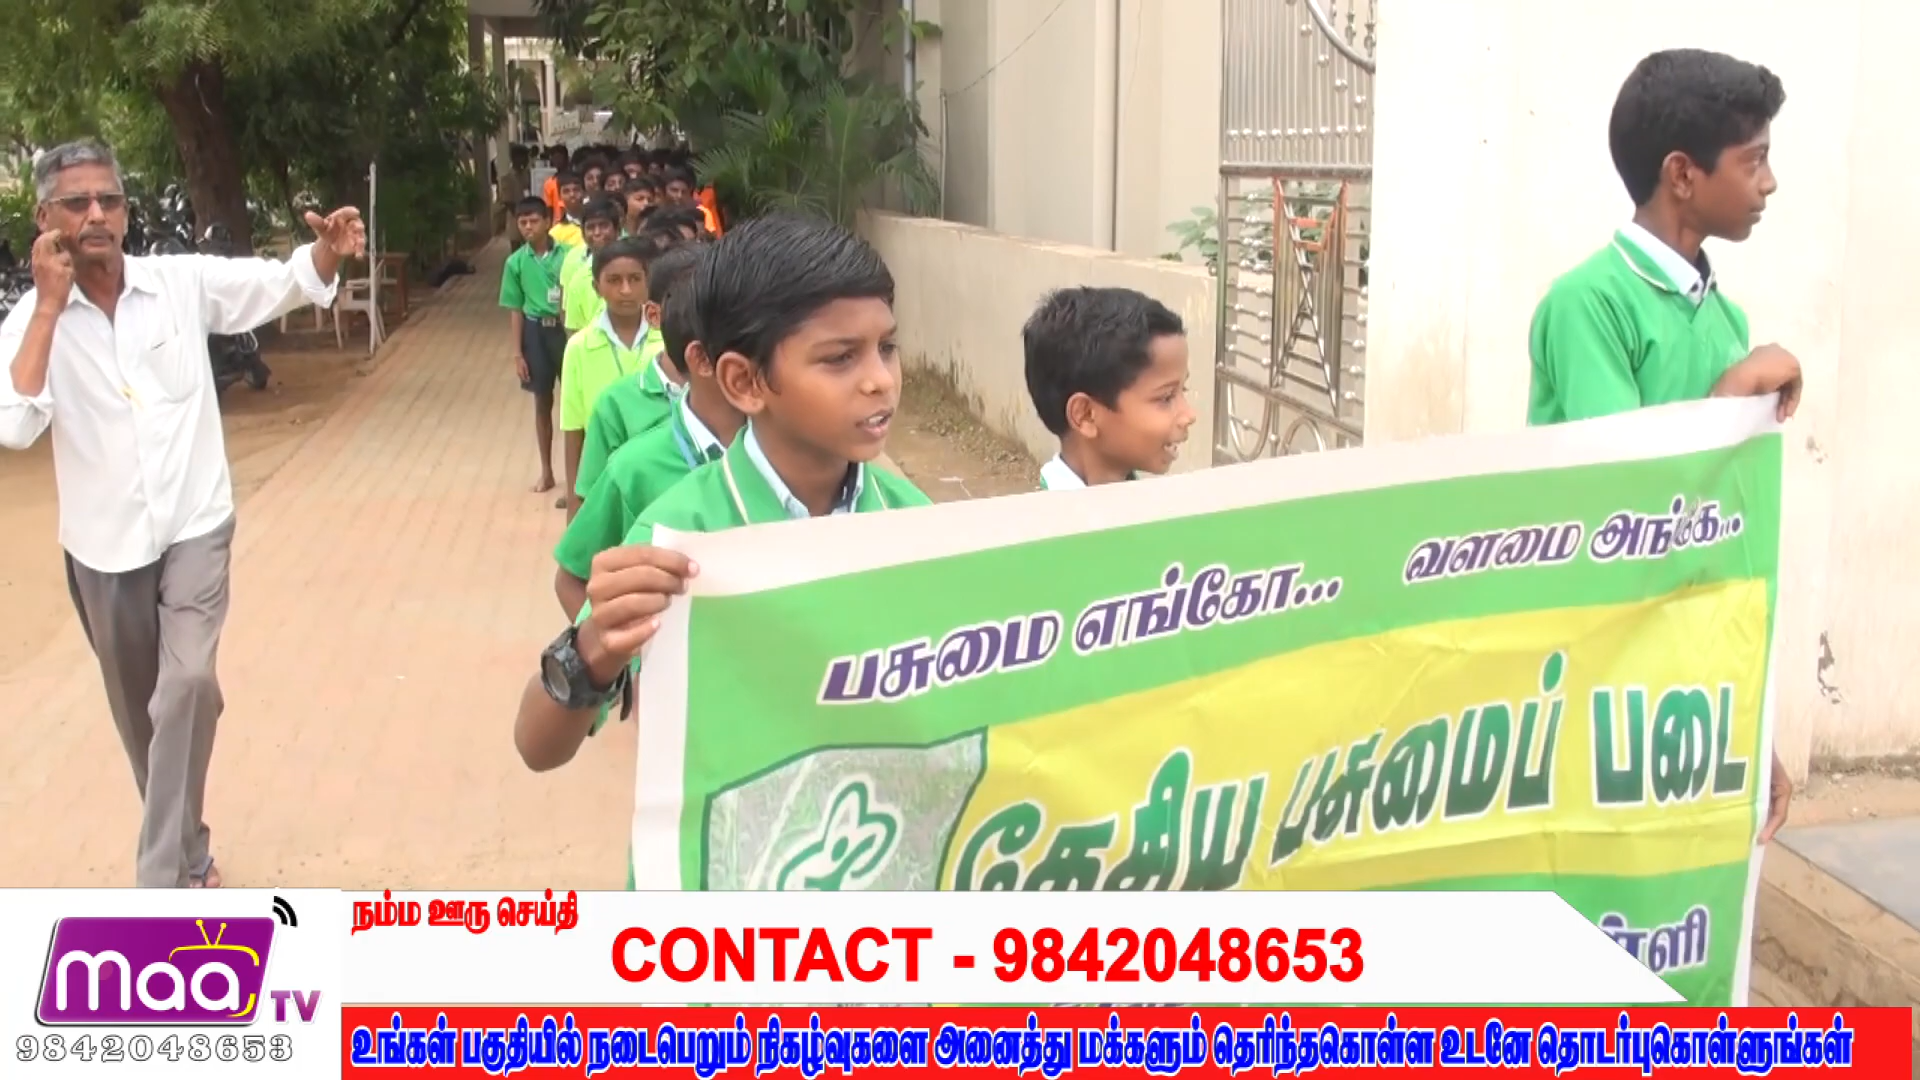 பசுமை எங்கோ... வளமை அங்கே...
தேசிய பசுமைப் படை
நம்ம ஊரு செய்தி
CONTACT - 9842048653
maa TV
9842048653
உங்கள் பகுதியில் நடைபெறும் நிகழ்வுகளை அனைத்து மக்களும் தெரிந்தகொள்ள உடனே தொடர்புகொள்ளுங்கள்